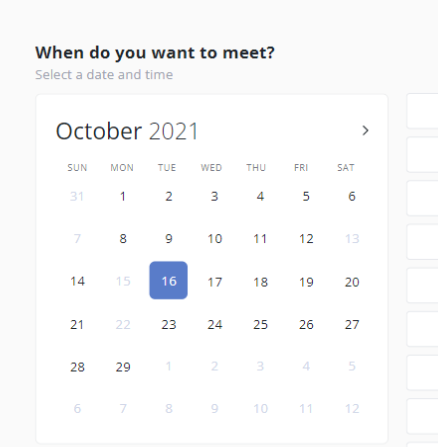 When do you want to meet?
Select a date and time
October 2021
SUN MON TUE WED THU FRI SAT
31 1 2 3 4 5 6
7 8 9 10 11 12 13
14 15 16 17 18 19 20
21 22 23 24 25 26 27
28 29 1 2 3 4 5
6 7 8 9 10 11 12